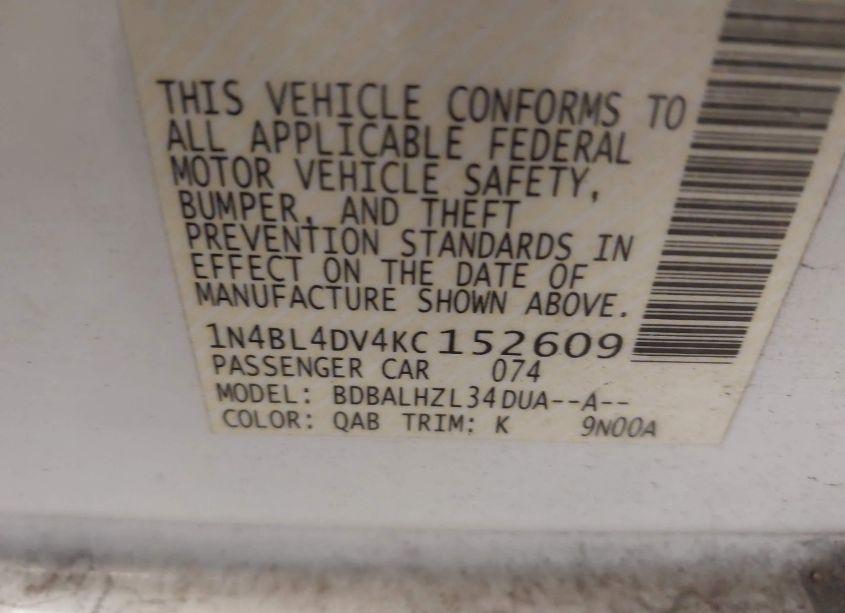 THIS VEHICLE CONFORMS TO
ALL APPLICABLE FEDERAL
MOTOR VEHICLE SAFETY,
BUMPER, AND THEFT
PREVENTION STANDARDS IN
EFFECT ON THE DATE OF
MANUFACTURE SHOWN ABOVE.
1N4BL4DV4KC152609
PASSENGER CAR 074
MODEL: BDBALHZL34DUA--A--
COLOR: QAB TRIM: K 9N00A